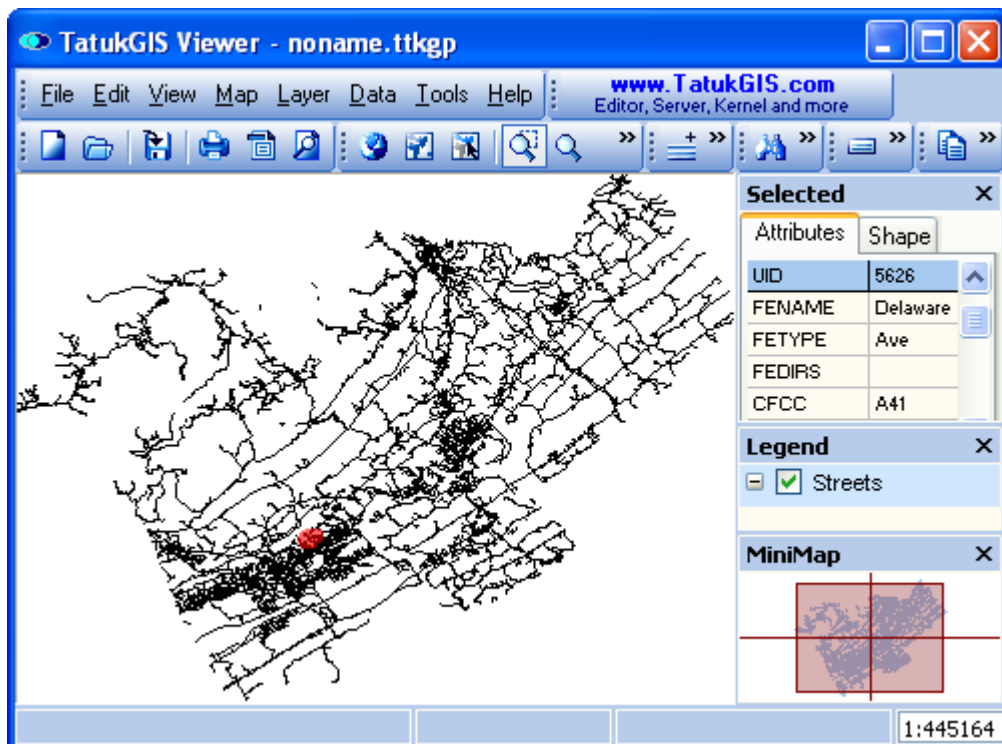 TatukGIS Viewer - noname.ttkgp
File Edit View Map Layer Data Tools Help
www.TatukGIS.com
Editor, Server, Kernel and more
Selected
Attributes Shape
UID 5626
FENAME Delaware
FETYPE Ave
FEDIRS
CFCC A41
Legend
Streets
MiniMap
1:445164